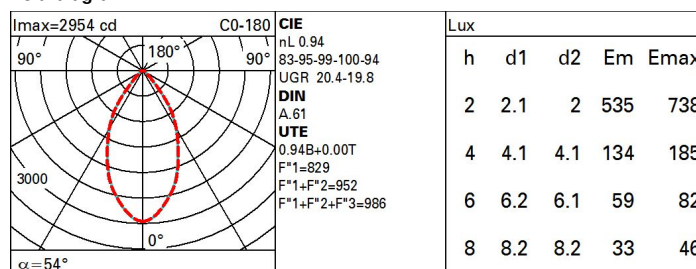 Imax=2954 cd C0-180
90° 180° 90°
3000
0°
α=54°
CIE
nL 0.94
83-95-99-100-94
UGR 20.4-19.8
DIN
A.61
UTE
0.94B+0.00T
F"1=829
F"1+F"2=952
F"1+F"2+F"3=986
Lux
h d1 d2 Em Emax
2 2.1 2 535 738
4 4.1 4.1 134 185
6 6.2 6.1 59 82
8 8.2 8.2 33 46